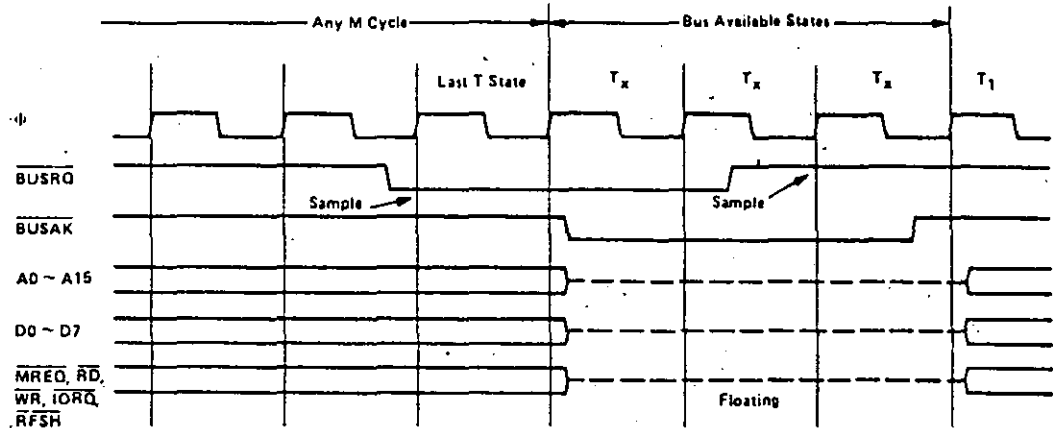 Any M Cycle
Bus Available States
Last T State
Tx
Tx
Tx
T1
Φ
BUSRQ
Sample
Sample
BUSAK
A0 ~ A15
D0 ~ D7
MREQ, RD,
WR, IORQ,
RFSH
Floating